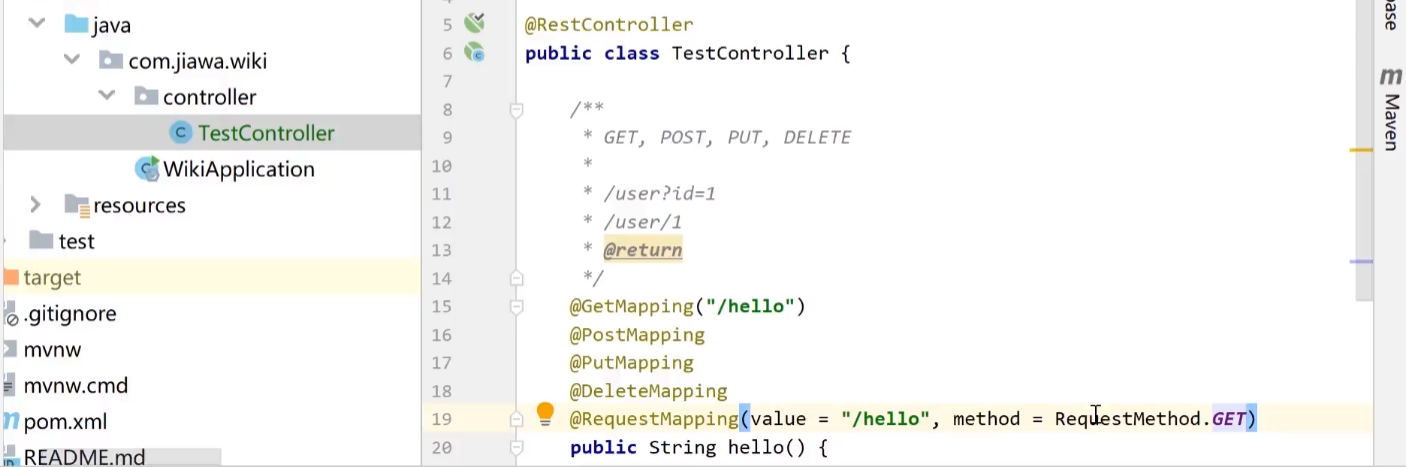 java
com.jiawa.wiki
controller
TestController
WikiApplication
resources
test
target
.gitignore
mvnw
mvnw.cmd
pom.xml
README.md
5 @RestController
6 public class TestController {
7
8 /**
9 * GET, POST, PUT, DELETE
10 *
11 * /user?id=1
12 * /user/1
13 * @return
14 */
15 @GetMapping("/hello")
16 @PostMapping
17 @PutMapping
18 @DeleteMapping
19 @RequestMapping(value = "/hello", method = RequestMethod.GET)
20 public String hello() {
base
m Maven